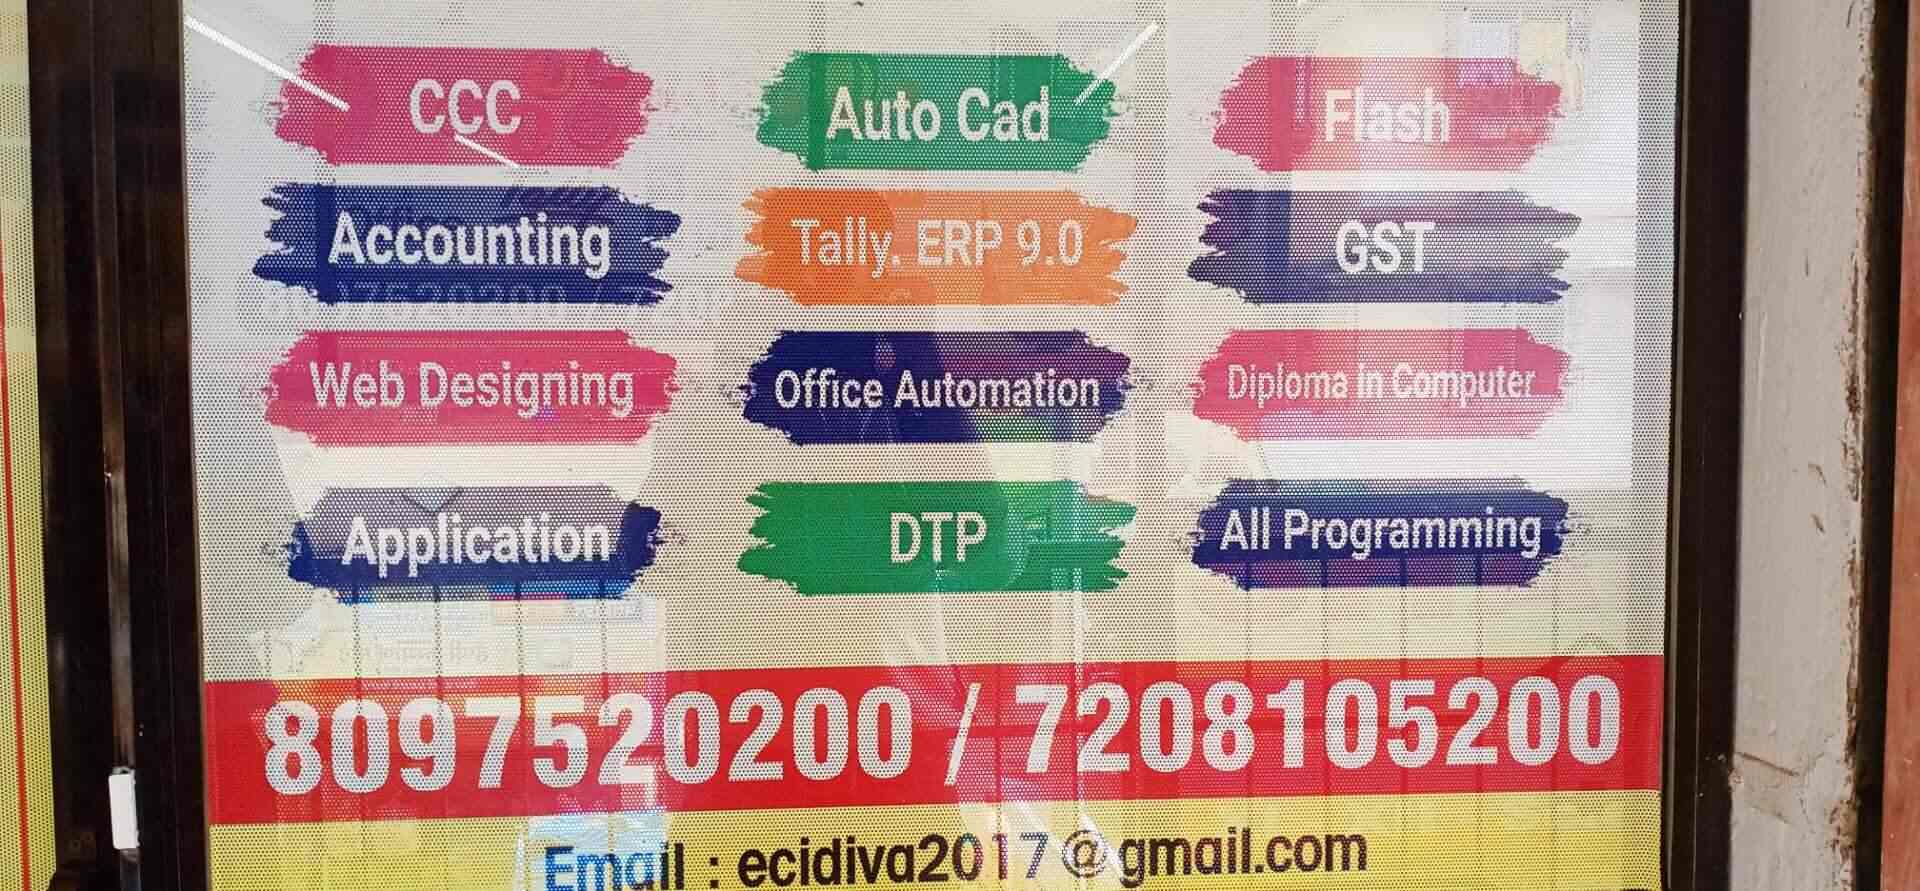 CCC Auto Cad Flash
Accounting Tally. ERP 9.0 GST
Web Designing Office Automation Diploma in Computer
Application DTP All Programming
8097520200 / 7208105200
Email : ecidiva2017@gmail.com